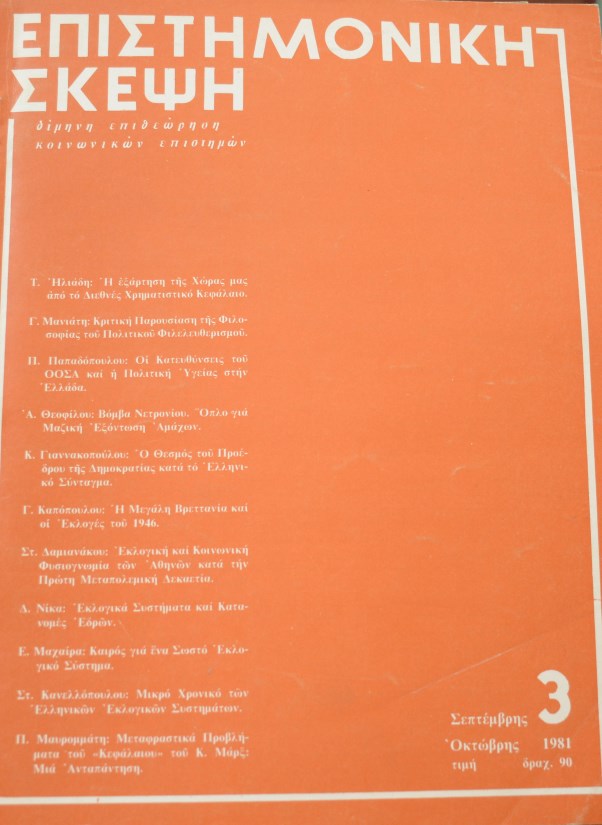 ΕΠΙΣΤΗΜΟΝΙΚΗ
ΣΚΕΨΗ
δίμηνη επιθεώρηση
κοινωνικών επιστημών
Τ. Ἠλιάδη: Ἡ ἐξάρτηση τῆς Χώρας μας
ἀπό τό Διεθνές Χρηματιστικό Κεφάλαιο.
Γ. Μανιάτη: Κριτική Παρουσίαση τῆς Φιλο-
σοφίας τοῦ Πολιτικοῦ Φιλελευθερισμοῦ.
Π. Παπαδόπουλου: Οἱ Κατευθύνσεις τοῦ
ΟΟΣΑ καί ἡ Πολιτική Ὑγείας στήν
Ἑλλάδα.
Ἀ. Θεοφίλου: Βόμβα Νετρονίου. Ὅπλο γιά
Μαζική Ἐξόντωση Ἀμάχων.
Κ. Γιαννακοπούλου: Ὁ Θεσμός τοῦ Προέ-
δρου τῆς Δημοκρατίας κατά τό Ἑλληνι-
κό Σύνταγμα.
Γ. Καπόπουλου: Ἡ Μεγάλη Βρεττανία καί
οἱ Ἐκλογές τοῦ 1946.
Στ. Δαμιανάκου: Ἐκλογική καί Κοινωνική
Φυσιογνωμία τῶν Ἀθηνῶν κατά τήν
Πρώτη Μεταπολεμική Δεκαετία.
Δ. Νίκα: Ἐκλογικά Συστήματα καί Κατα-
νομές Ἑδρῶν.
Ε. Μαχαίρα: Καιρός γιά ἕνα Σωστό Ἐκλο-
γικό Σύστημα.
Στ. Κανελλόπουλου: Μικρό Χρονικό τῶν
Ἑλληνικῶν Ἐκλογικῶν Συστημάτων.
Π. Μαυρομμάτη: Μεταφραστικά Προβλή-
ματα τοῦ «Κεφάλαιου» τοῦ Κ. Μάρξ:
Μιά Ἀνταπάντηση.
3
Σεπτέμβρης
Ὀκτώβρης 1981
τιμή δραχ. 90